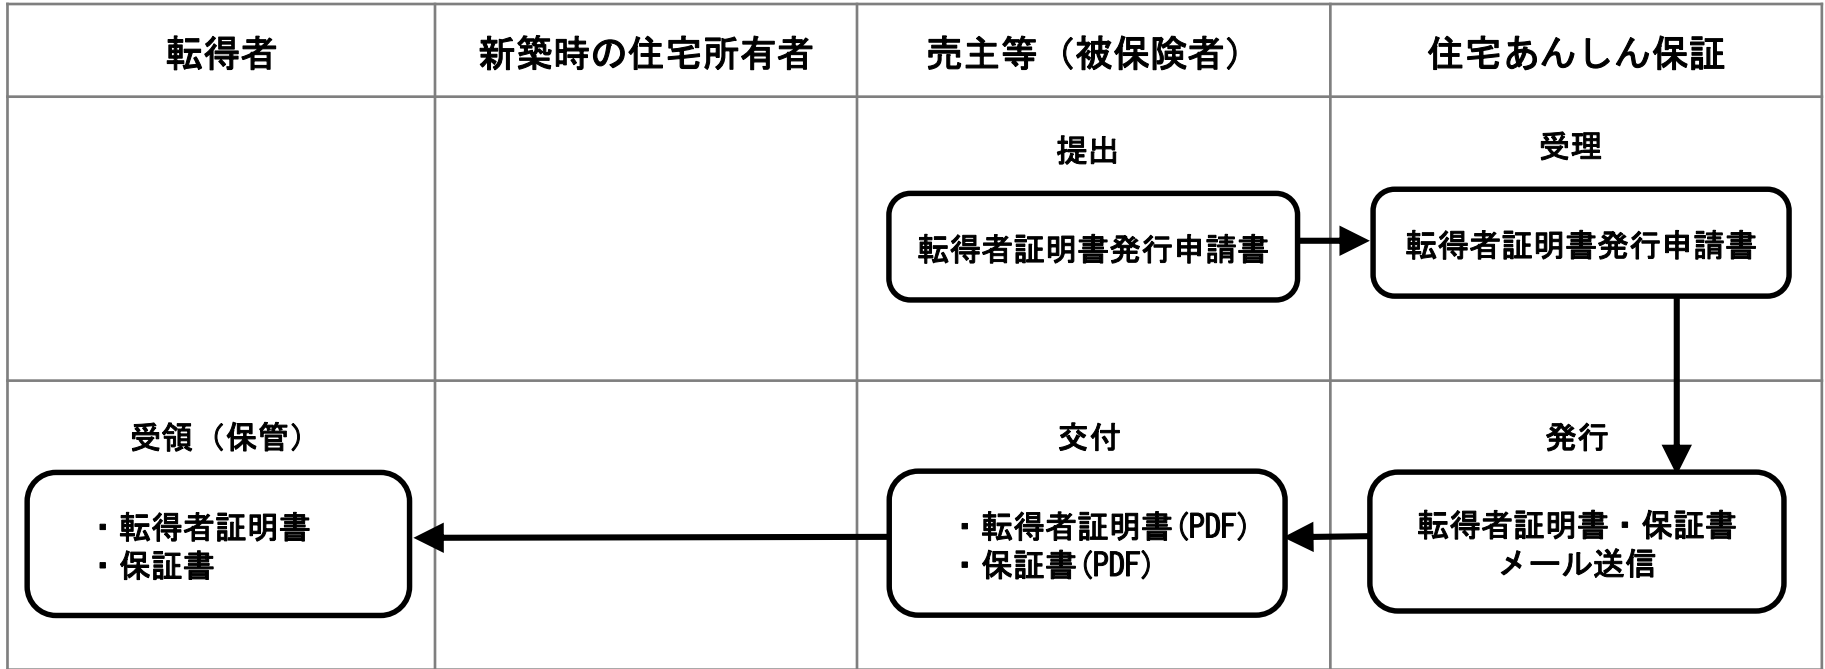 転得者
新築時の住宅所有者
売主等（被保険者）
住宅あんしん保証
提出
受理
転得者証明書発行申請書
転得者証明書発行申請書
受領（保管）
交付
発行
・転得者証明書
・保証書
・転得者証明書(PDF)
・保証書(PDF)
転得者証明書・保証書
メール送信